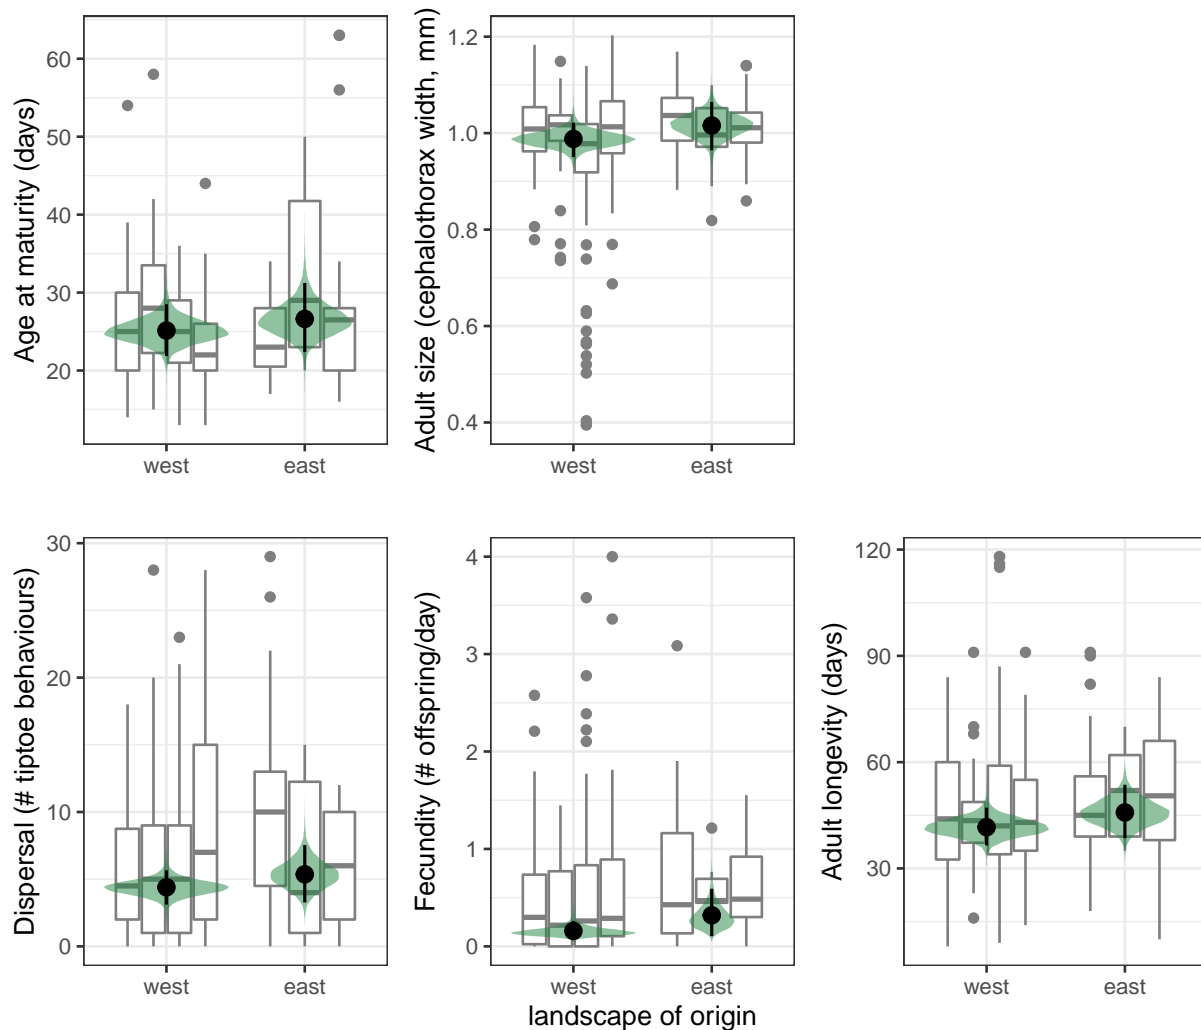 Age at maturity (days)
60
50
40
30
20
west
east
Adult size (cephalothorax width, mm)
1.2
1.0
0.8
0.6
0.4
west
east
Dispersal (# tiptoe behaviours)
30
20
10
0
west
east
Fecundity (# offspring/day)
4
3
2
1
0
west
east
Adult longevity (days)
120
90
60
30
west
east
landscape of origin